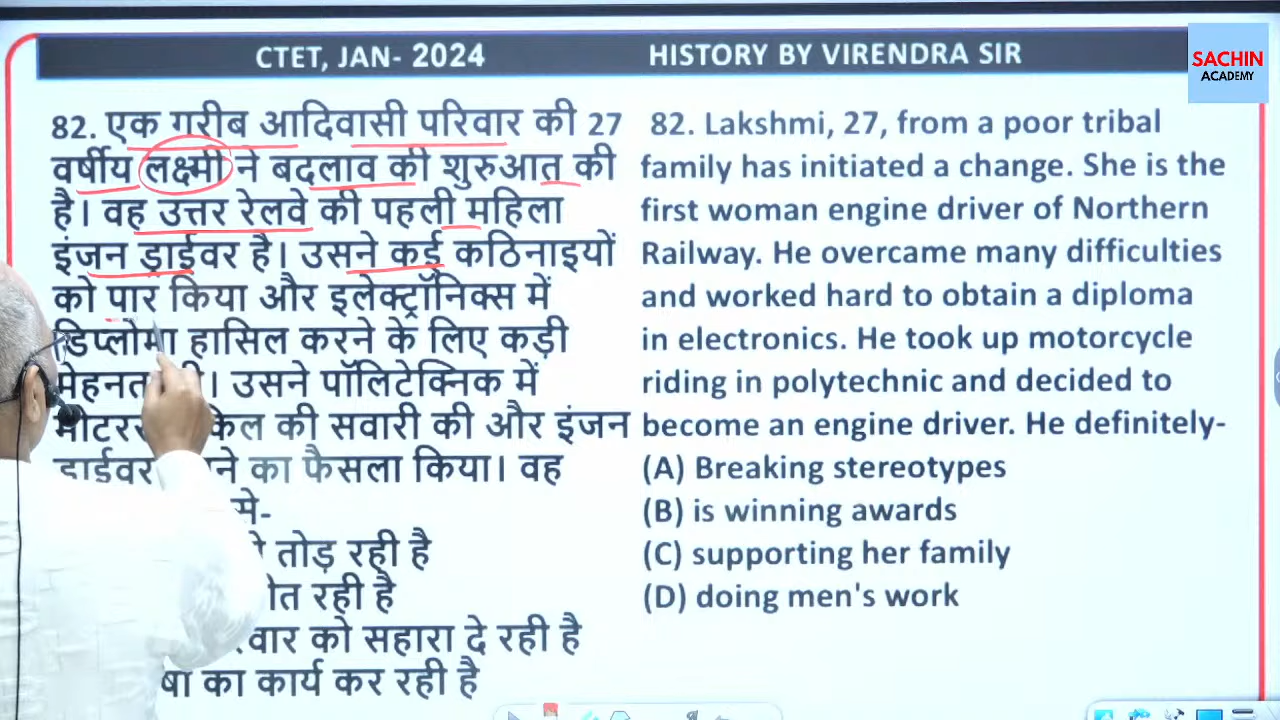 CTET, JAN- 2024
HISTORY BY VIRENDRA SIR
SACHIN
ACADEMY
82. एक गरीब आदिवासी परिवार की 27
वर्षीय लक्ष्मी ने बदलाव की शुरुआत की
है। वह उत्तर रेलवे की पहली महिला
इंजन ड्राईवर है। उसने कई कठिनाइयों
को पार किया और इलेक्ट्रॉनिक्स में
डिप्लोमा हासिल करने के लिए कड़ी
मेहनत की। उसने पॉलिटेक्निक में
की सवारी की और इंजन
ड्राईवर का फैसला किया। वह
से-
तोड़ रही है
रही है
को सहारा दे रही है
का कार्य कर रही है
82. Lakshmi, 27, from a poor tribal
family has initiated a change. She is the
first woman engine driver of Northern
Railway. He overcame many difficulties
and worked hard to obtain a diploma
in electronics. He took up motorcycle
riding in polytechnic and decided to
become an engine driver. He definitely-
(A) Breaking stereotypes
(B) is winning awards
(C) supporting her family
(D) doing men's work